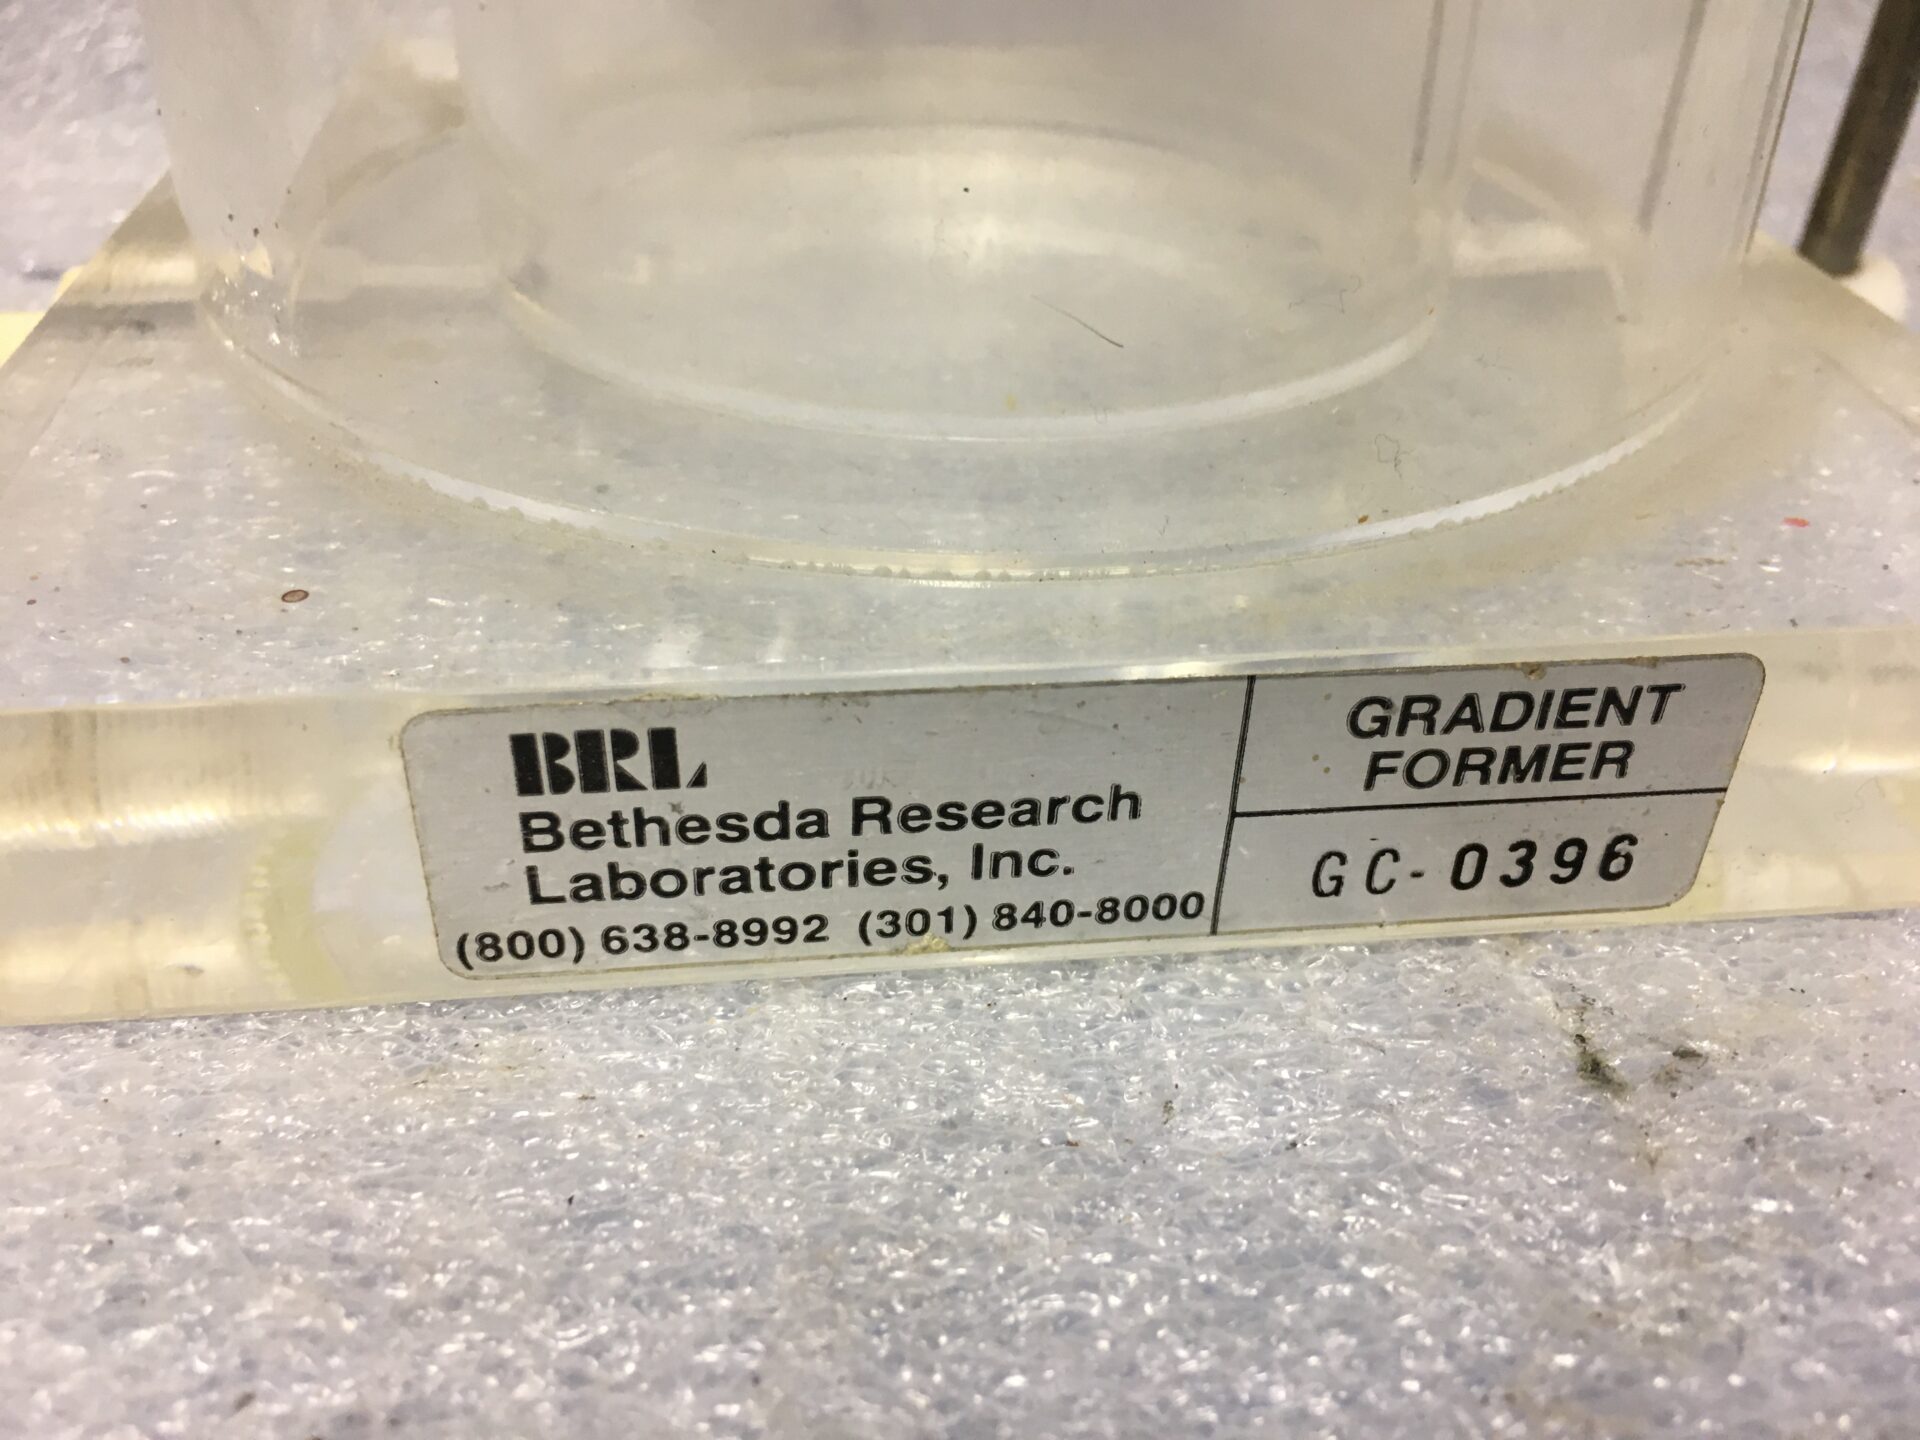 BRL
Bethesda Research
Laboratories, Inc.
(800) 638-8992 (301) 840-8000
GRADIENT
FORMER
GC-0396